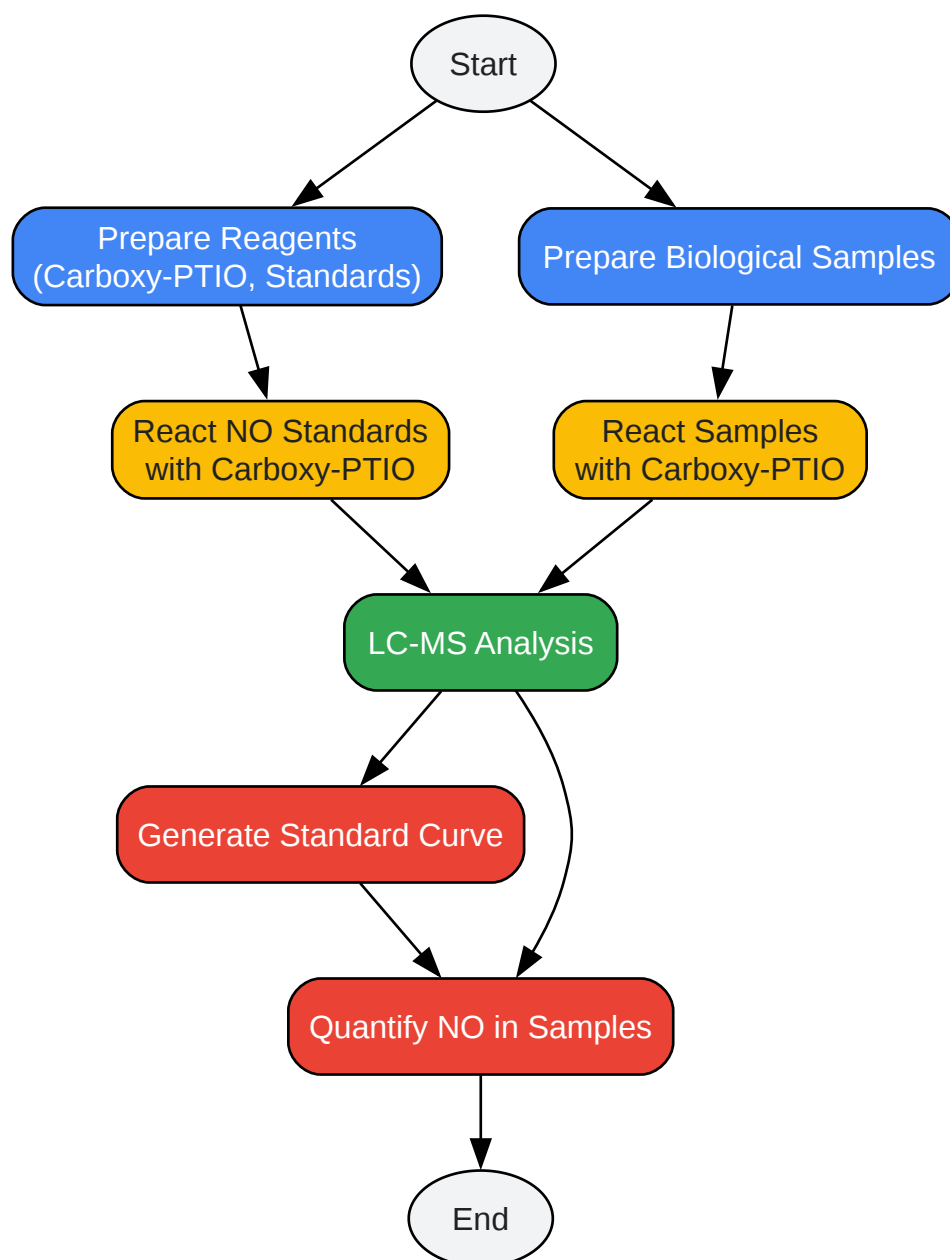 Start
Prepare Reagents
(Carboxy-PTIO, Standards)
Prepare Biological Samples
React NO Standards
with Carboxy-PTIO
React Samples
with Carboxy-PTIO
LC-MS Analysis
Generate Standard Curve
Quantify NO in Samples
End